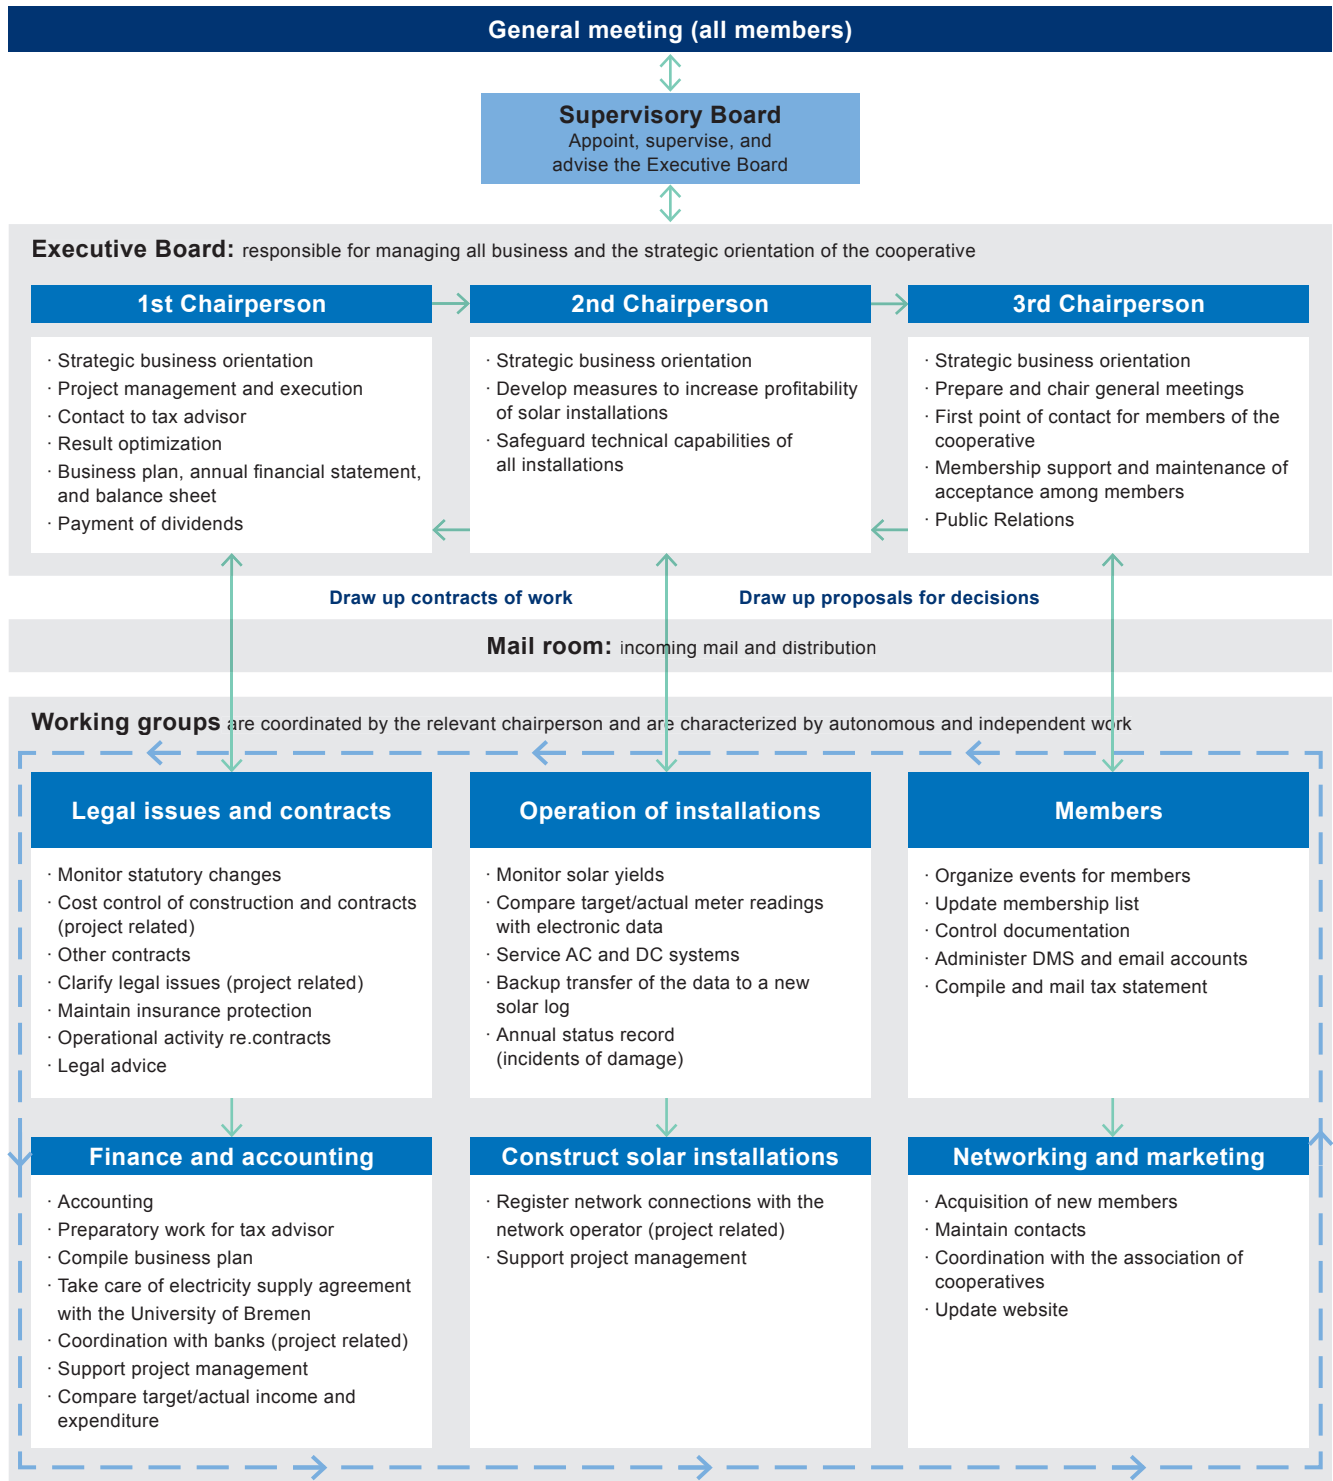 General meeting (all members)
Supervisory Board
Appoint, supervise, and
advise the Executive Board
Executive Board: responsible for managing all business and the strategic orientation of the cooperative
1st Chairperson
· Strategic business orientation
· Project management and execution
· Contact to tax advisor
· Result optimization
· Business plan, annual financial statement,
and balance sheet
· Payment of dividends
2nd Chairperson
· Strategic business orientation
· Develop measures to increase profitability
of solar installations
· Safeguard technical capabilities of
all installations
3rd Chairperson
· Strategic business orientation
· Prepare and chair general meetings
· First point of contact for members of the
cooperative
· Membership support and maintenance of
acceptance among members
· Public Relations
Draw up contracts of work
Draw up proposals for decisions
Mail room: incoming mail and distribution
Working groups are coordinated by the relevant chairperson and are characterized by autonomous and independent work
Legal issues and contracts
· Monitor statutory changes
· Cost control of construction and contracts
(project related)
· Other contracts
· Clarify legal issues (project related)
· Maintain insurance protection
· Operational activity re.contracts
· Legal advice
Operation of installations
· Monitor solar yields
· Compare target/actual meter readings
with electronic data
· Service AC and DC systems
· Backup transfer of the data to a new
solar log
· Annual status record
(incidents of damage)
Members
· Organize events for members
· Update membership list
· Control documentation
· Administer DMS and email accounts
· Compile and mail tax statement
Finance and accounting
· Accounting
· Preparatory work for tax advisor
· Compile business plan
· Take care of electricity supply agreement
with the University of Bremen
· Coordination with banks (project related)
· Support project management
· Compare target/actual income and
expenditure
Construct solar installations
· Register network connections with the
network operator (project related)
· Support project management
Networking and marketing
· Acquisition of new members
· Maintain contacts
· Coordination with the association of
cooperatives
· Update website